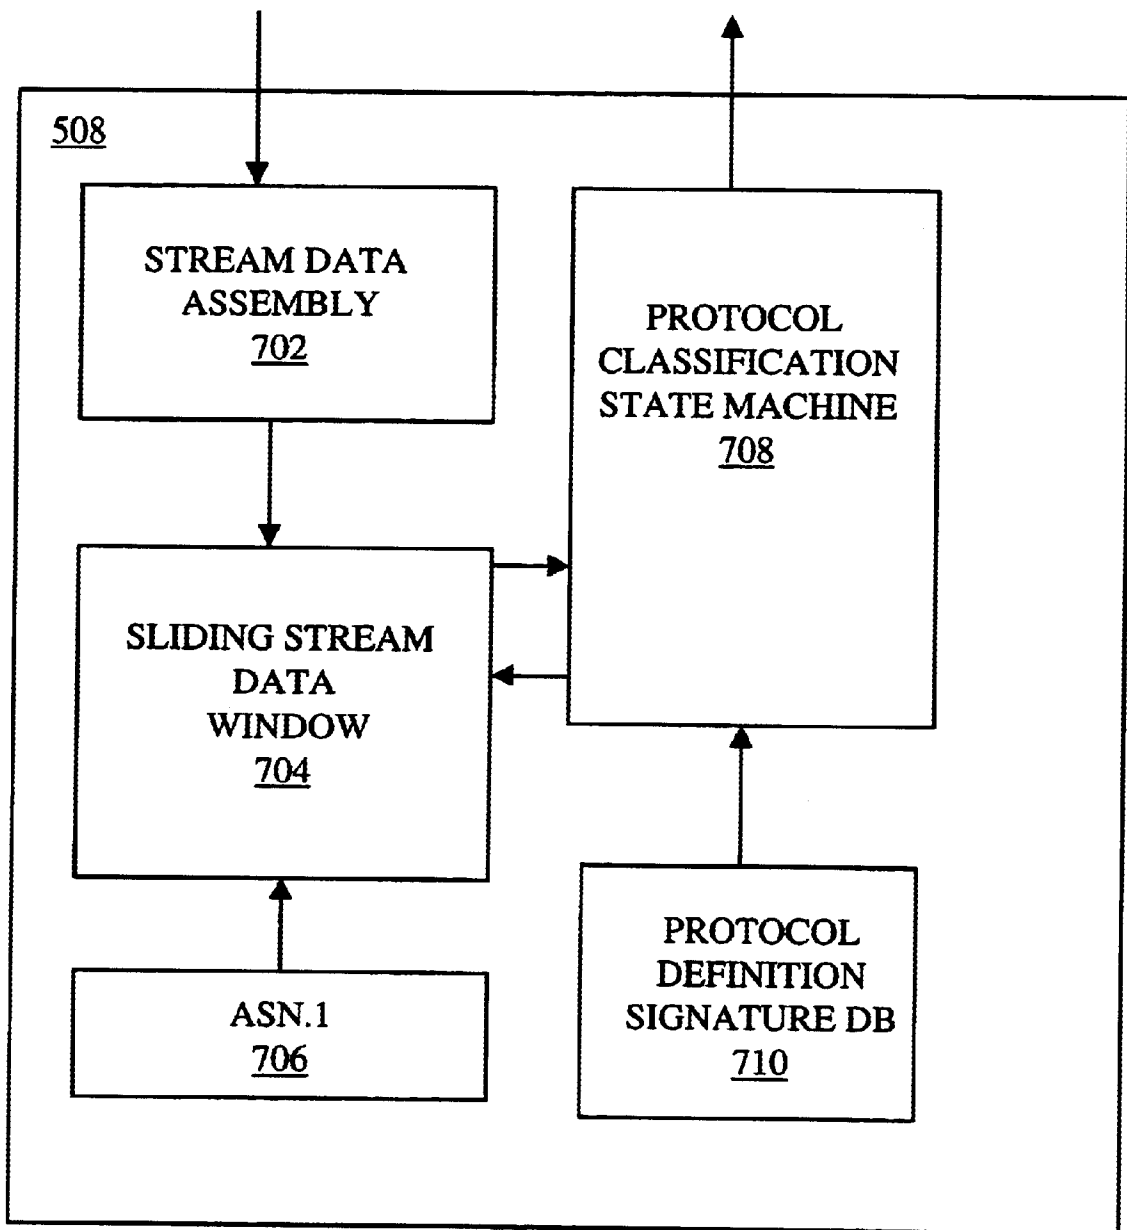 508
STREAM DATA
ASSEMBLY
702
PROTOCOL
CLASSIFICATION
STATE MACHINE
708
SLIDING STREAM
DATA
WINDOW
704
ASN.1
706
PROTOCOL
DEFINITION
SIGNATURE DB
710